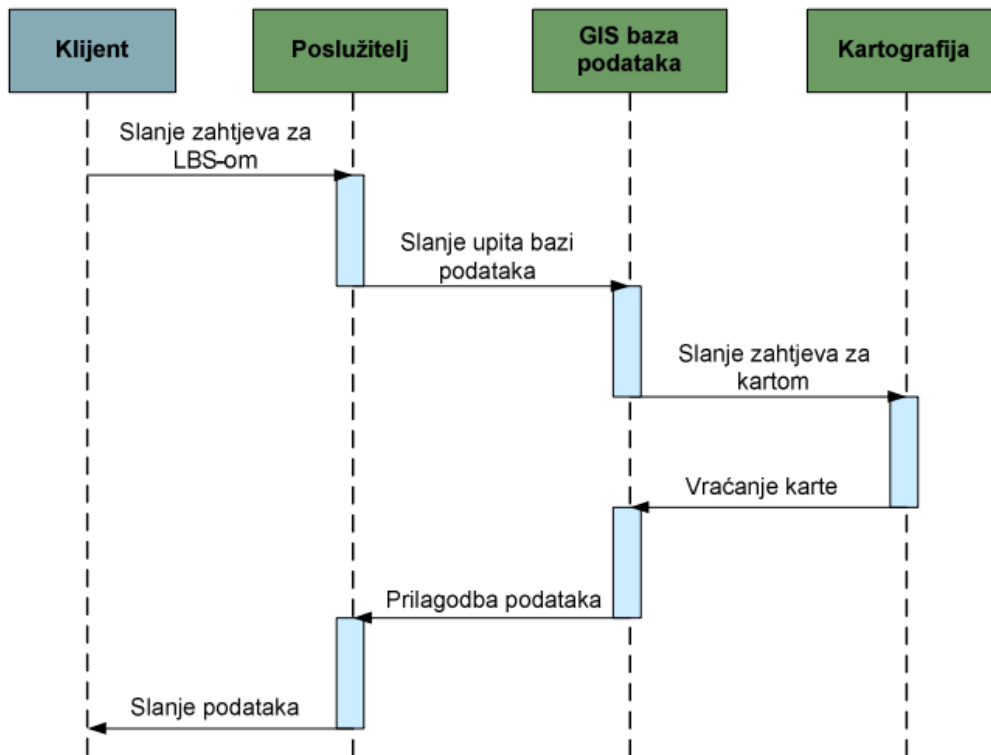 Klijent
Poslužitelj
GIS baza
podataka
Kartografija
Slanje zahtjeva za
LBS-om
Slanje upita bazi
podataka
Slanje zahtjeva za
kartom
Vraćanje karte
Prilagodba podataka
Slanje podataka